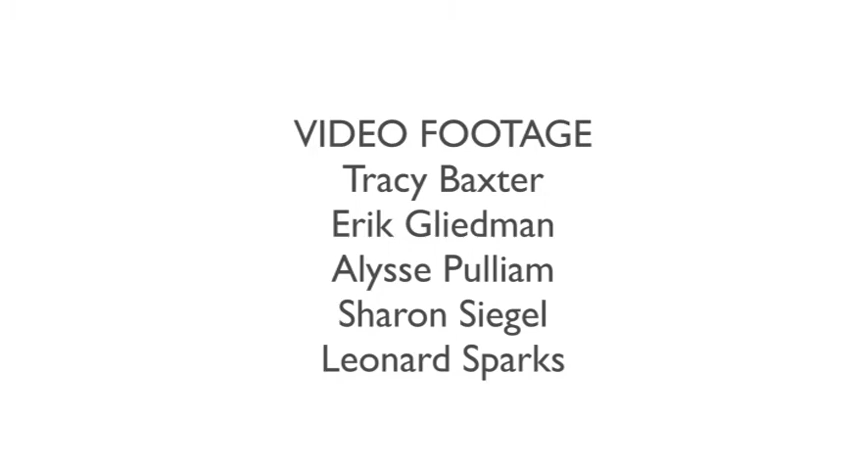 VIDEO FOOTAGE
Tracy Baxter
Erik Gliedman
Alysse Pulliam
Sharon Siegel
Leonard Sparks